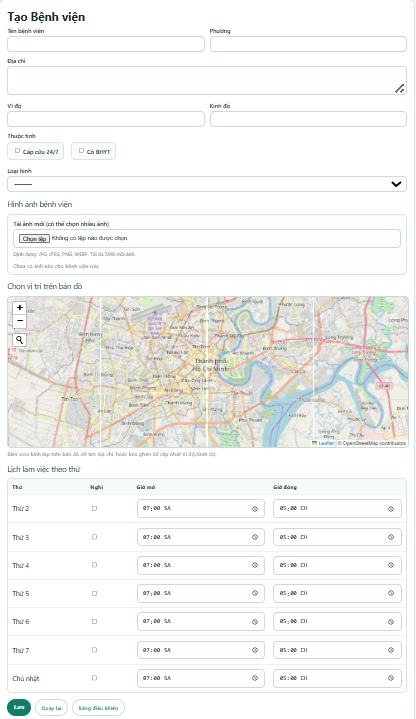 Tạo Bệnh viện
Tên bệnh viện Phường
Địa chỉ
Vĩ độ Kinh độ
Thuộc tính
Cấp cứu 24/7 Có BHYT
Loại hình
---------
Hình ảnh bệnh viện
Tải ảnh mới (có thể chọn nhiều ảnh)
Chọn tệp Không có tệp nào được chọn
Định dạng: JPG, JPEG, PNG, WEBP. Tối đa 5MB mỗi ảnh.
Chưa có ảnh nào cho bệnh viện này.
Chọn vị trí trên bản đồ
+
−
Thành phố
Hồ Chí Minh
Leaflet | © OpenStreetMap contributors
Bấm icon kính lúp trên bản đồ để tìm địa chỉ, hoặc kéo ghim để cập nhật Vĩ độ/Kinh độ.
Lịch làm việc theo thứ
Thứ Nghỉ Giờ mở Giờ đóng
Thứ 2 07:00 SA 05:00 CH
Thứ 3 07:00 SA 05:00 CH
Thứ 4 07:00 SA 05:00 CH
Thứ 5 07:00 SA 05:00 CH
Thứ 6 07:00 SA 05:00 CH
Thứ 7 07:00 SA 05:00 CH
Chủ nhật 07:00 SA 05:00 CH
Lưu Quay lại Bảng điều khiển